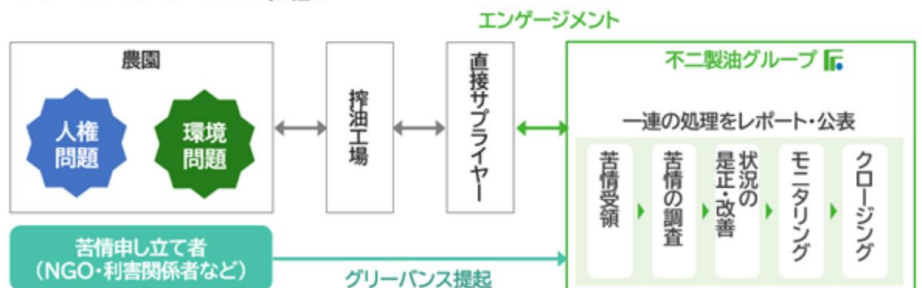 エンゲージメント
農園
人権
問題
環境
問題
搾油工場
直接サプライヤー
不二製油グループ
一連の処理をレポート・公表
苦情受領
苦情の調査
状況の
是正・改善
モニタリング
クロージング
苦情申し立て者
(NGO・利害関係者など)
グリーバンス提起